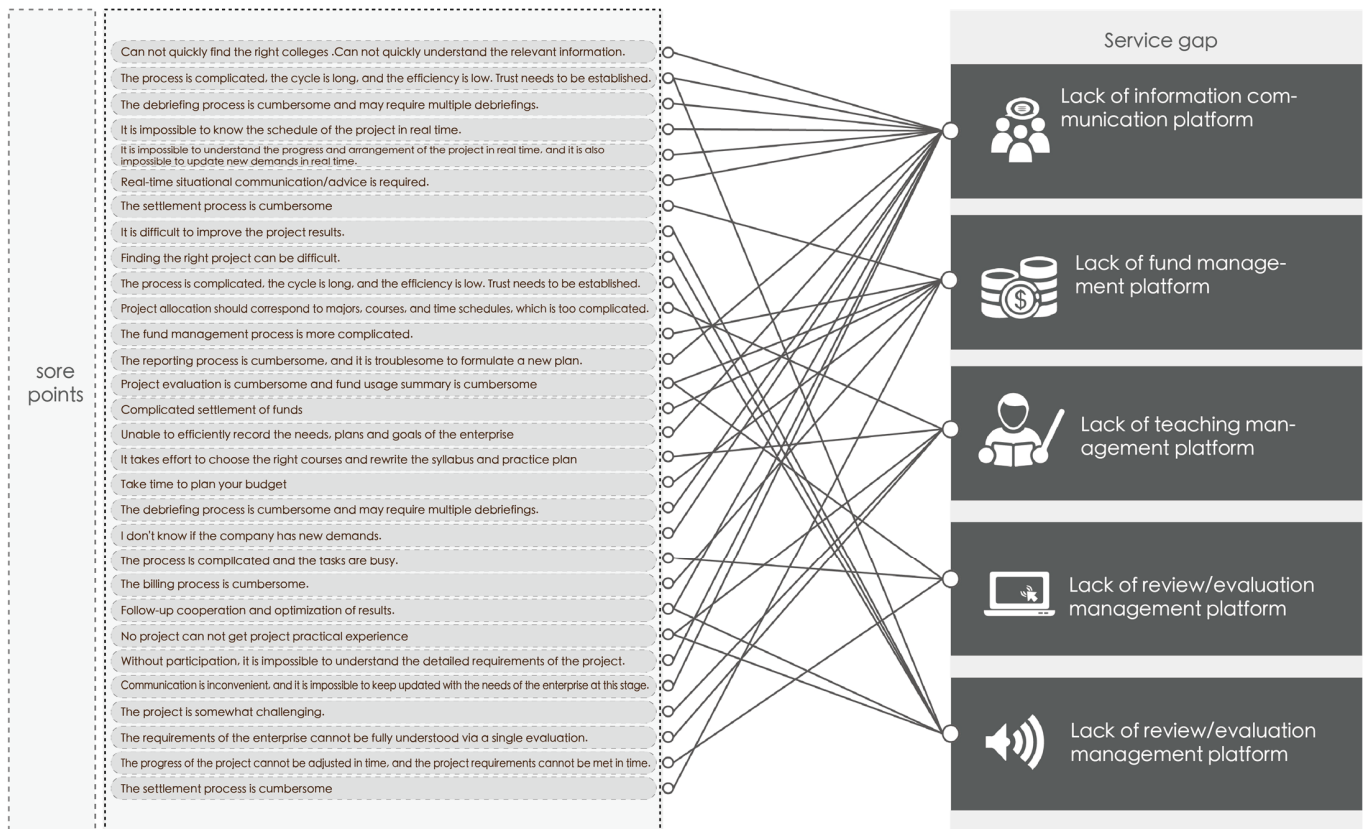 Service gap
Can not quickly find the right colleges .Can not quickly understand the relevant information.
The process is complicated, the cycle is long, and the efficiency is low. Trust needs to be established.
The debriefing process is cumbersome and may require multiple debriefings.
It is impossible to know the schedule of the project in real time.
It is impossible to understand the progress and arrangement of the project in real time, and it is also
impossible to update new demands in real time.
Real-time situational communication/advice is required.
The settlement process is cumbersome
It is difficult to improve the project results.
Finding the right project can be difficult.
The process is complicated, the cycle is long, and the efficiency is low. Trust needs to be established.
Project allocation should correspond to majors, courses, and time schedules, which is too complicated.
The fund management process is more complicated.
The reporting process is cumbersome, and it is troublesome to formulate a new plan.
sore
points
Project evaluation is cumbersome and fund usage summary is cumbersome
Complicated settlement of funds
Unable to efficiently record the needs, plans and goals of the enterprise
It takes effort to choose the right courses and rewrite the syllabus and practice plan
Take time to plan your budget
The debriefing process is cumbersome and may require multiple debriefings.
I don't know if the company has new demands.
The process is complicated and the tasks are busy.
The billing process is cumbersome.
Follow-up cooperation and optimization of results.
No project can not get project practical experience
Without participation, it is impossible to understand the detailed requirements of the project.
Communication is inconvenient, and it is impossible to keep updated with the needs of the enterprise at this stage.
The project is somewhat challenging.
The requirements of the enterprise cannot be fully understood via a single evaluation.
The progress of the project cannot be adjusted in time, and the project requirements cannot be met in time.
The settlement process is cumbersome
Lack of information com-
munication platform
Lack of fund manage-
ment platform
$
Lack of teaching man-
agement platform
Lack of review/evaluation
management platform
Lack of review/evaluation
management platform